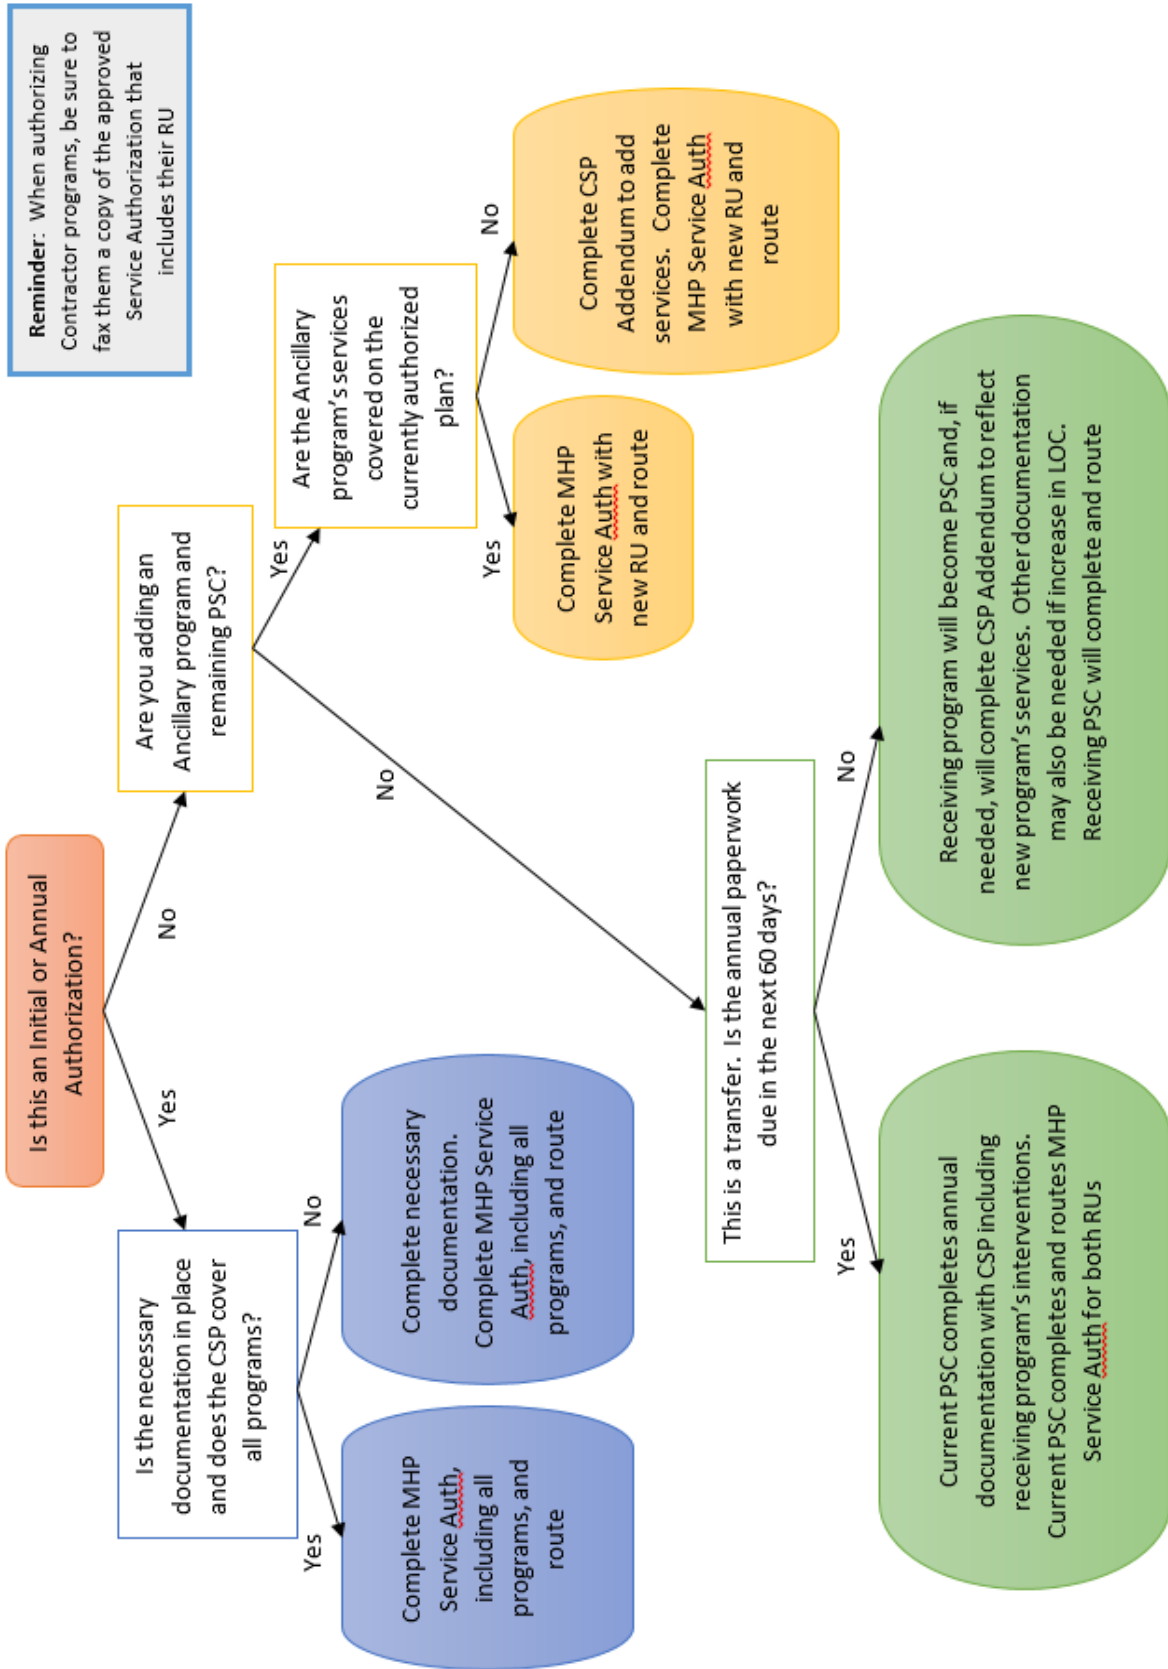 Is this an Initial or Annual
Authorization?
Reminder: When authorizing
Contractor programs, be sure to
fax them a copy of the approved
Service Authorization that
includes their RU
Yes
No
Is the necessary
documentation in place
and does the CSP cover
all programs?
Are you adding an
Ancillary program and
remaining PSC?
Yes
No
No
Yes
Complete MHP
Service Auth,
including all
programs, and
route
Complete necessary
documentation.
Complete MHP Service
Auth, including all
programs, and route
Are the Ancillary
program's services
covered on the
currently authorized
plan?
Yes
No
Complete MHP
Service Auth with
new RU and route
Complete CSP
Addendum to add
services. Complete
MHP Service Auth
with new RU and
route
This is a transfer. Is the annual paperwork
due in the next 60 days?
Yes
No
Current PSC completes annual
documentation with CSP including
receiving program's interventions.
Current PSC completes and routes MHP
Service Auth for both RUs
Receiving program will become PSC and, if
needed, will complete CSP Addendum to reflect
new program's services. Other documentation
may also be needed if increase in LOC.
Receiving PSC will complete and route